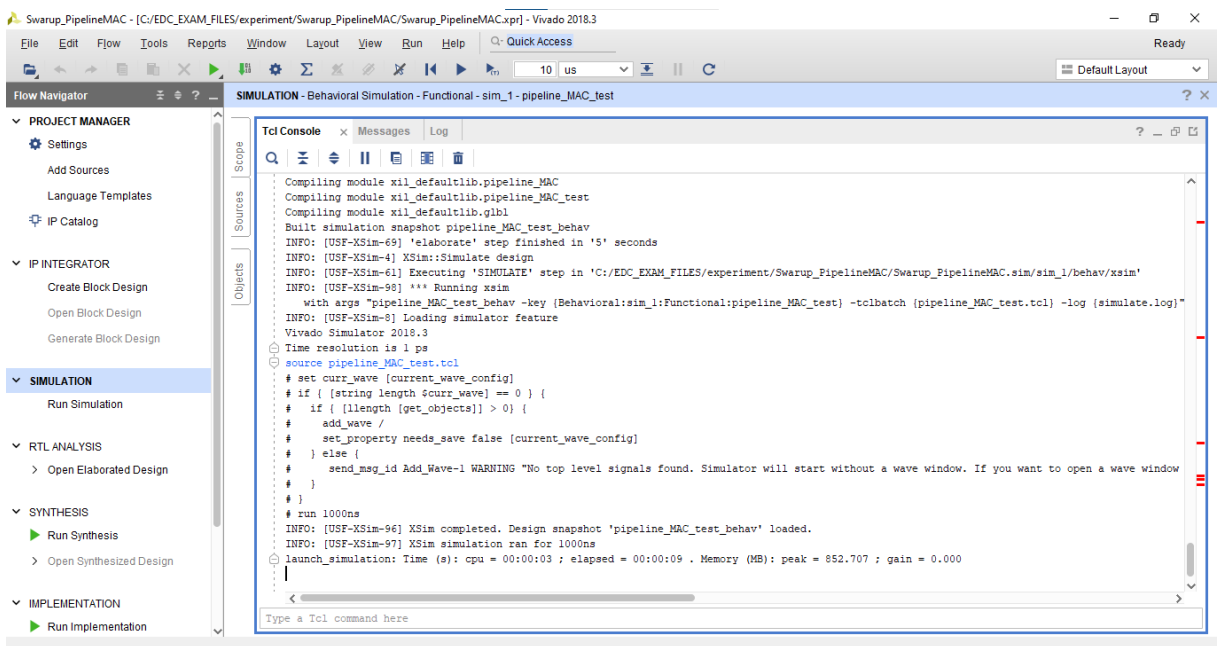 Swarup_PipelineMAC - [C:/EDC_EXAM_FILES/experiment/Swarup_PipelineMAC/Swarup_PipelineMAC.xpr] - Vivado 2018.3
File Edit Flow Tools Reports Window Layout View Run Help Quick Access Ready
10 us Default Layout
Flow Navigator
SIMULATION - Behavioral Simulation - Functional - sim_1 - pipeline_MAC_test
PROJECT MANAGER
Settings
Add Sources
Language Templates
IP Catalog
IP INTEGRATOR
Create Block Design
Open Block Design
Generate Block Design
SIMULATION
Run Simulation
RTL ANALYSIS
Open Elaborated Design
SYNTHESIS
Run Synthesis
Open Synthesized Design
IMPLEMENTATION
Run Implementation
Scope
Sources
Objects
Tcl Console Messages Log
Compiling module xil_defaultlib.pipeline_MAC
Compiling module xil_defaultlib.pipeline_MAC_test
Compiling module xil_defaultlib.glbl
Built simulation snapshot pipeline_MAC_test_behav
INFO: [USF-XSim-69] 'elaborate' step finished in '5' seconds
INFO: [USF-XSim-4] XSim::Simulate design
INFO: [USF-XSim-61] Executing 'SIMULATE' step in 'C:/EDC_EXAM_FILES/experiment/Swarup_PipelineMAC/Swarup_PipelineMAC.sim/sim_1/behav/xsim'
INFO: [USF-XSim-98] *** Running xsim
with args "pipeline_MAC_test_behav -key {Behavioral:sim_1:Functional:pipeline_MAC_test} -tclbatch {pipeline_MAC_test.tcl} -log {simulate.log}"
INFO: [USF-XSim-8] Loading simulator feature
Vivado Simulator 2018.3
Time resolution is 1 ps
source pipeline_MAC_test.tcl
# set curr_wave [current_wave_config]
# if { [string length $curr_wave] == 0 } {
#   if { [llength [get_objects]] > 0} {
#     add_wave /
#     set_property needs_save false [current_wave_config]
#   } else {
#      send_msg_id Add_Wave-1 WARNING "No top level signals found. Simulator will start without a wave window. If you want to open a wave window
#   }
# }
# run 1000ns
INFO: [USF-XSim-96] XSim completed. Design snapshot 'pipeline_MAC_test_behav' loaded.
INFO: [USF-XSim-97] XSim simulation ran for 1000ns
launch_simulation: Time (s): cpu = 00:00:03 ; elapsed = 00:00:09 . Memory (MB): peak = 852.707 ; gain = 0.000
Type a Tcl command here